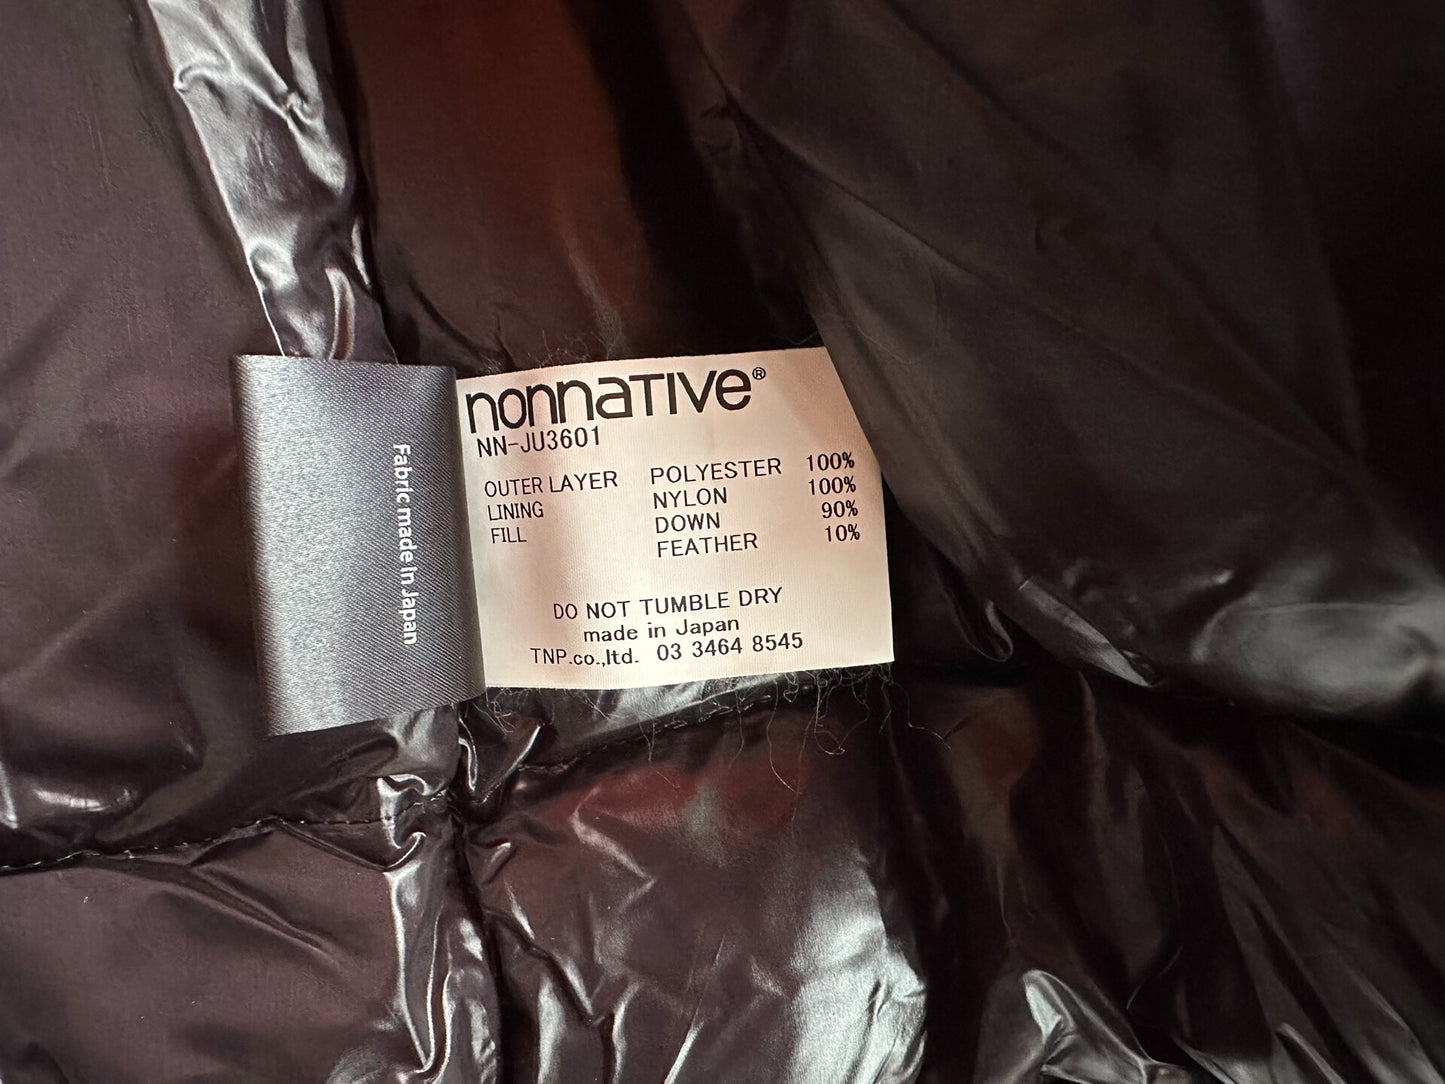 nonnaTIVe®
NN-JU3601
OUTER LAYER POLYESTER 100%
LINING NYLON 100%
FILL DOWN 90%
FEATHER 10%
DO NOT TUMBLE DRY
made in Japan
TNP.co.,ltd. 03 3464 8545
Fabric made in Japan